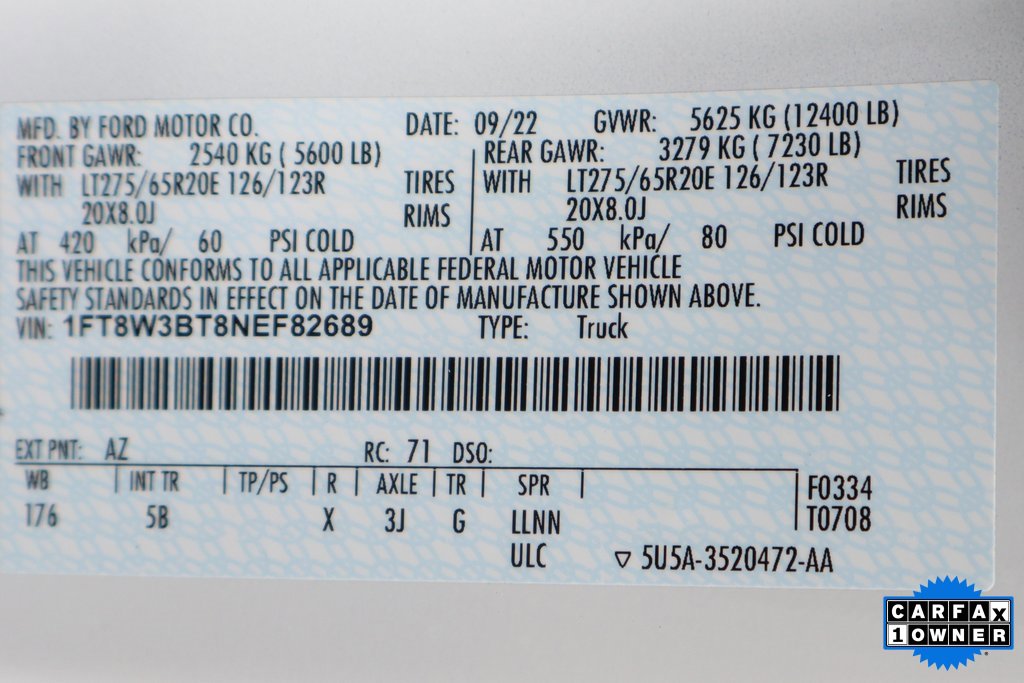 MFD. BY FORD MOTOR CO. DATE: 09/22 GVWR: 5625 KG (12400 LB)
FRONT GAWR: 2540 KG ( 5600 LB) REAR GAWR: 3279 KG ( 7230 LB)
WITH LT275/65R20E 126/123R TIRES WITH LT275/65R20E 126/123R TIRES
20X8.0J RIMS 20X8.0J RIMS
AT 420 kPa/ 60 PSI COLD AT 550 kPa/ 80 PSI COLD
THIS VEHICLE CONFORMS TO ALL APPLICABLE FEDERAL MOTOR VEHICLE
SAFETY STANDARDS IN EFFECT ON THE DATE OF MANUFACTURE SHOWN ABOVE.
VIN: 1FT8W3BT8NEF82689 TYPE: Truck
EXT PNT: AZ RC: 71 DSO:
WB INT TR TP/PS R AXLE TR SPR F0334
176 5B X 3J G LLNN T0708
ULC ▽ 5U5A-3520472-AA
CARFAX
1 OWNER